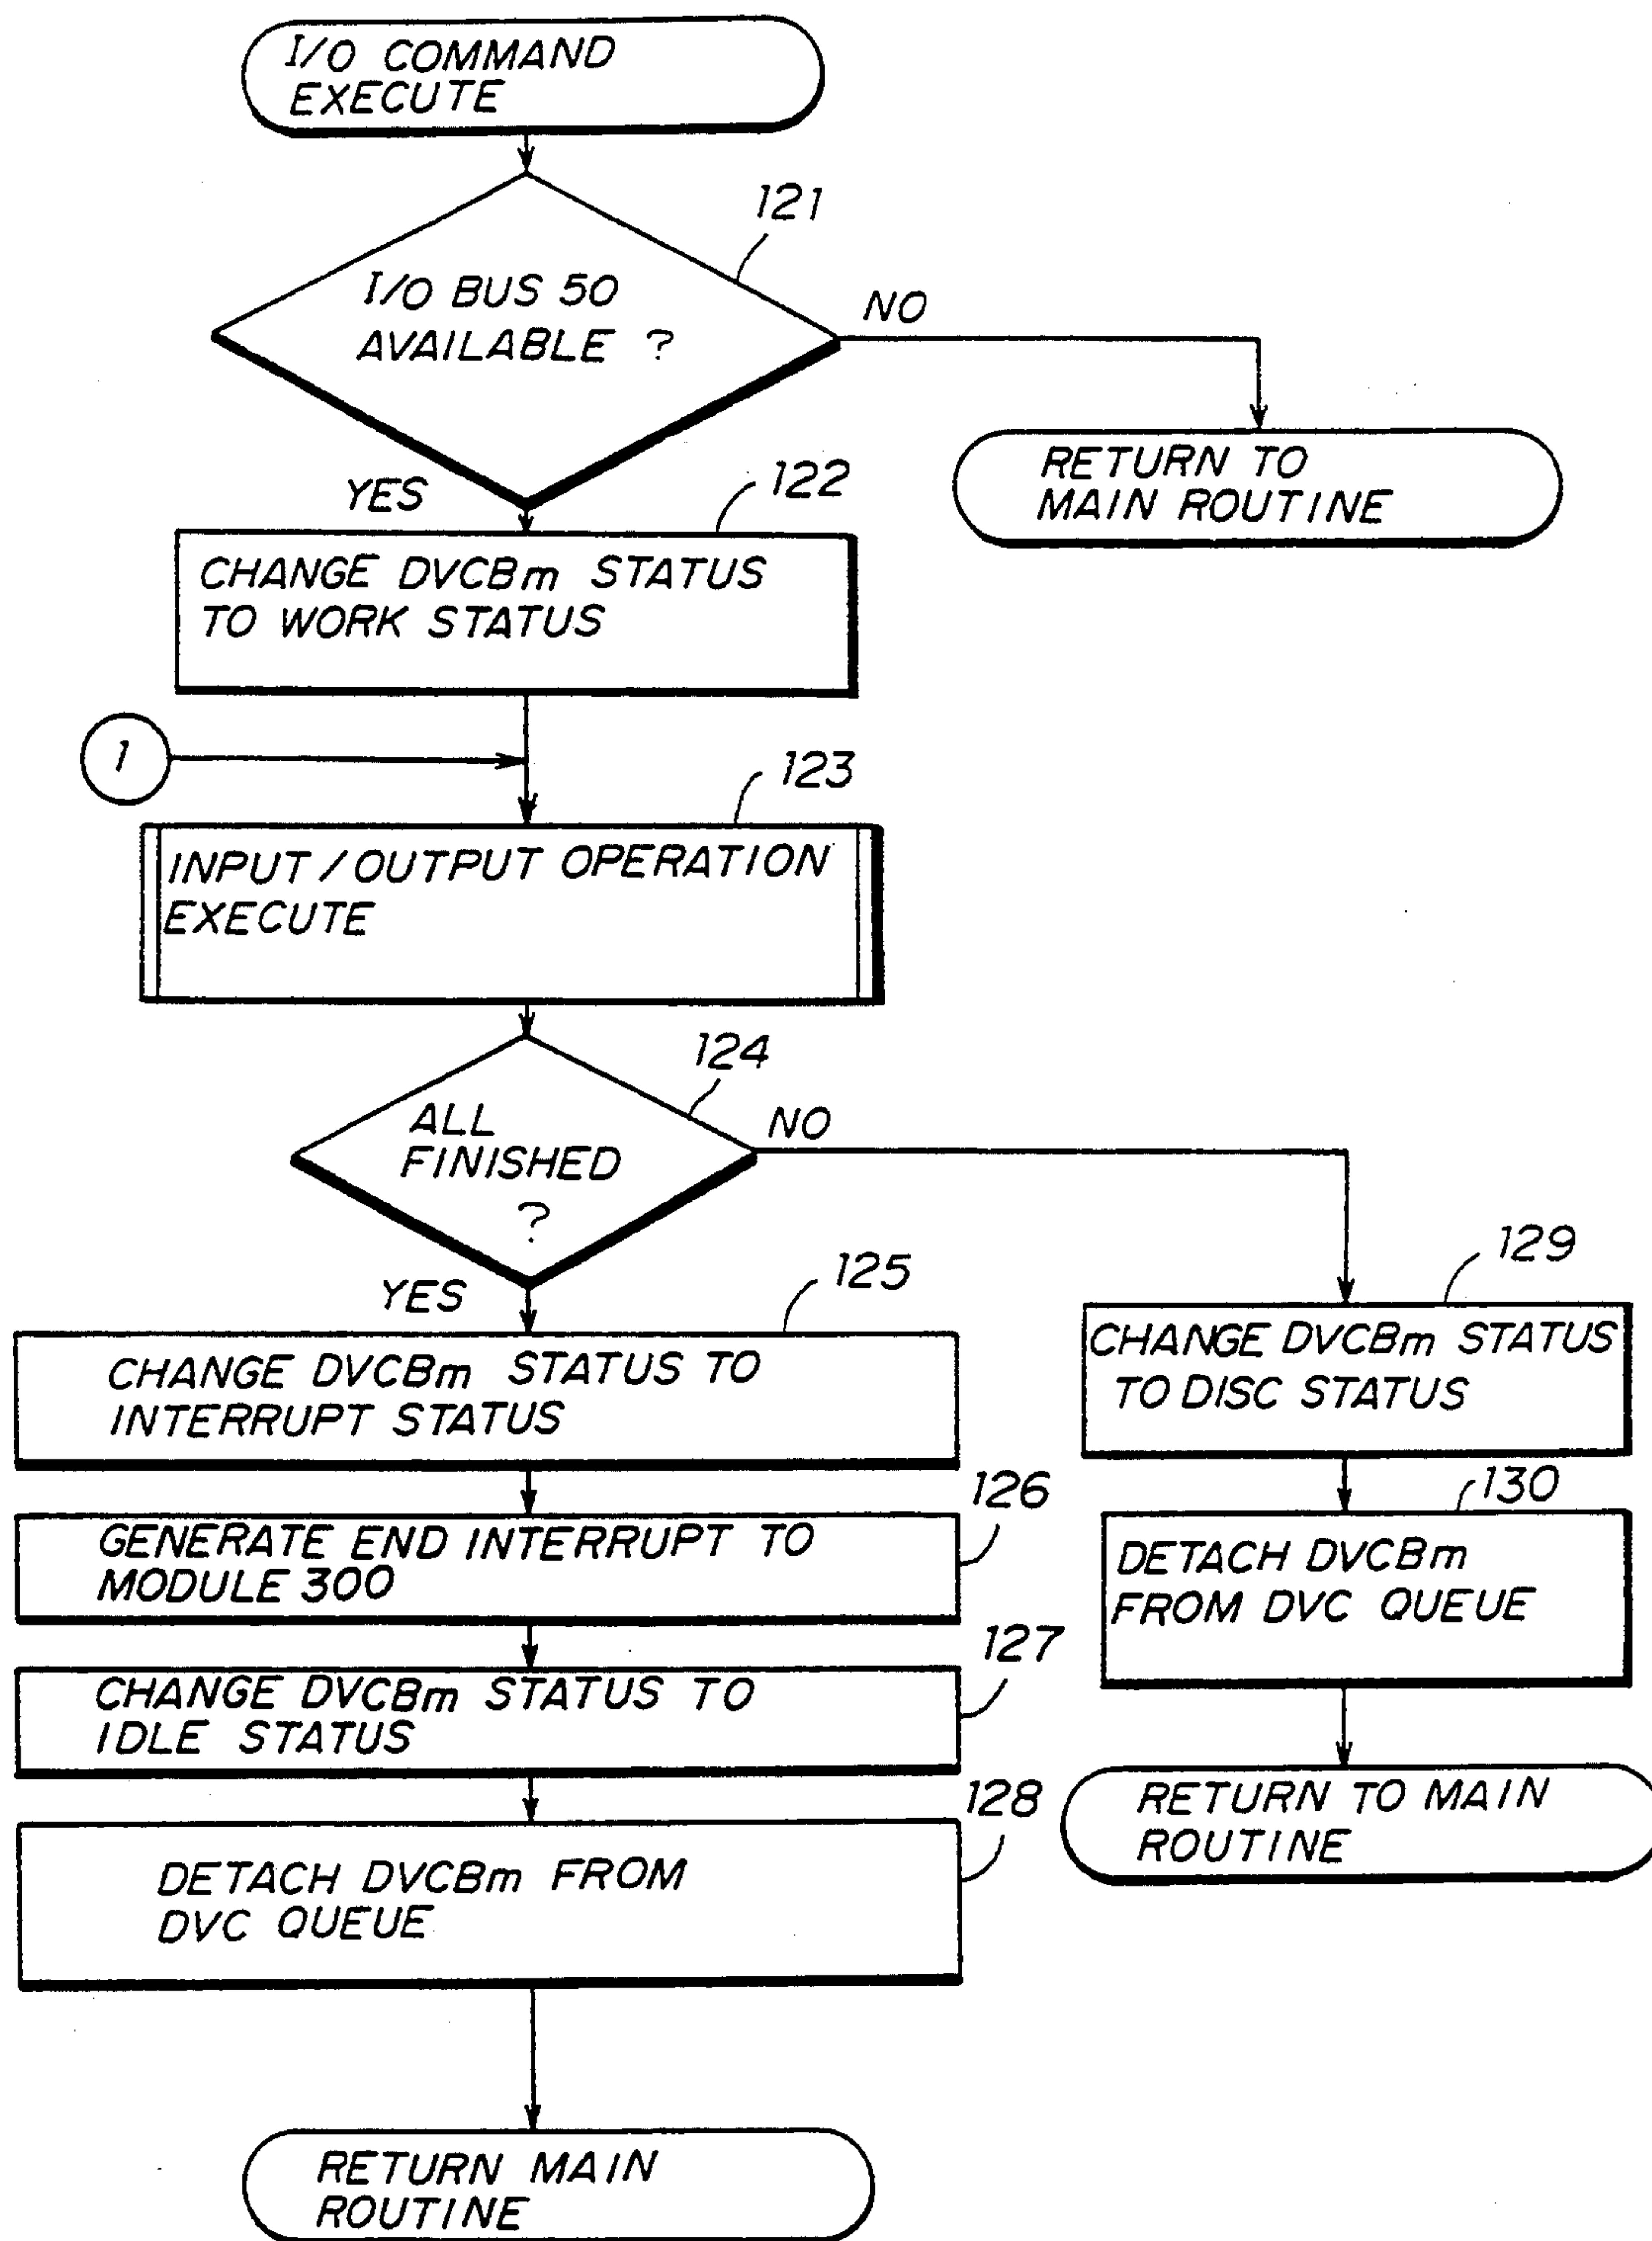 I/O COMMAND
EXECUTE
121
I/O BUS 50
AVAILABLE ?
NO
RETURN TO
MAIN ROUTINE
YES
122
CHANGE DVCBm STATUS
TO WORK STATUS
1
123
INPUT/OUTPUT OPERATION
EXECUTE
124
ALL
FINISHED
?
NO
YES
125
CHANGE DVCBm STATUS TO
INTERRUPT STATUS
129
CHANGE DVCBm STATUS
TO DISC STATUS
126
GENERATE END INTERRUPT TO
MODULE 300
130
DETACH DVCBm
FROM DVC QUEUE
127
CHANGE DVCBm STATUS TO
IDLE STATUS
128
DETACH DVCBm FROM
DVC QUEUE
RETURN TO MAIN
ROUTINE
RETURN MAIN
ROUTINE